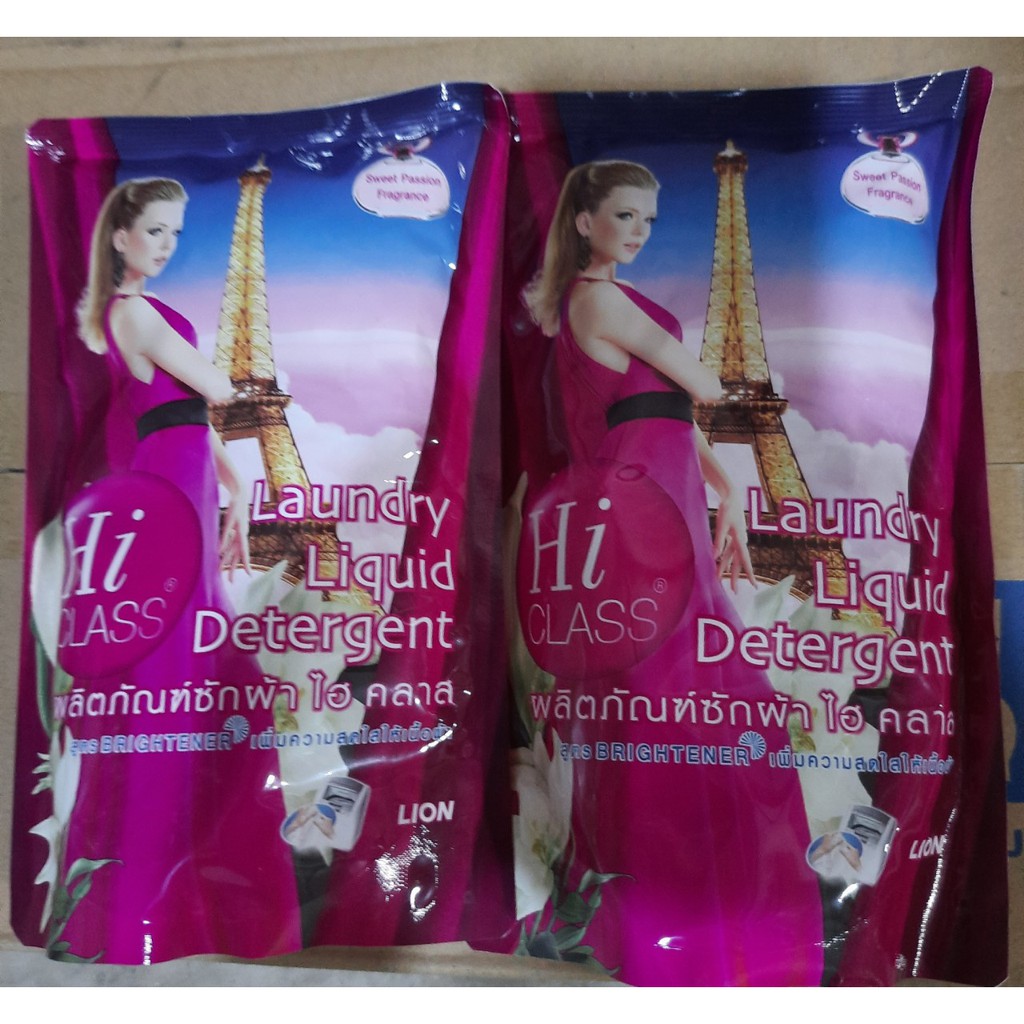 Sweet Passion
Fragrance
Hi
CLASS®
Laundry
Liquid
Detergent
ผลิตภัณฑ์ซักผ้า ไฮ คลาส
สูตร BRIGHTENER เพิ่มความสดใสให้เนื้อผ้า
LION
Sweet Passion
Fragrance
Hi
CLASS®
Laundry
Liquid
Detergent
ผลิตภัณฑ์ซักผ้า ไฮ คลาส
สูตร BRIGHTENER เพิ่มความสดใสให้เนื้อ
LION